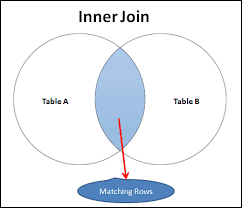 Inner Join
Table A
Table B
Matching Rows